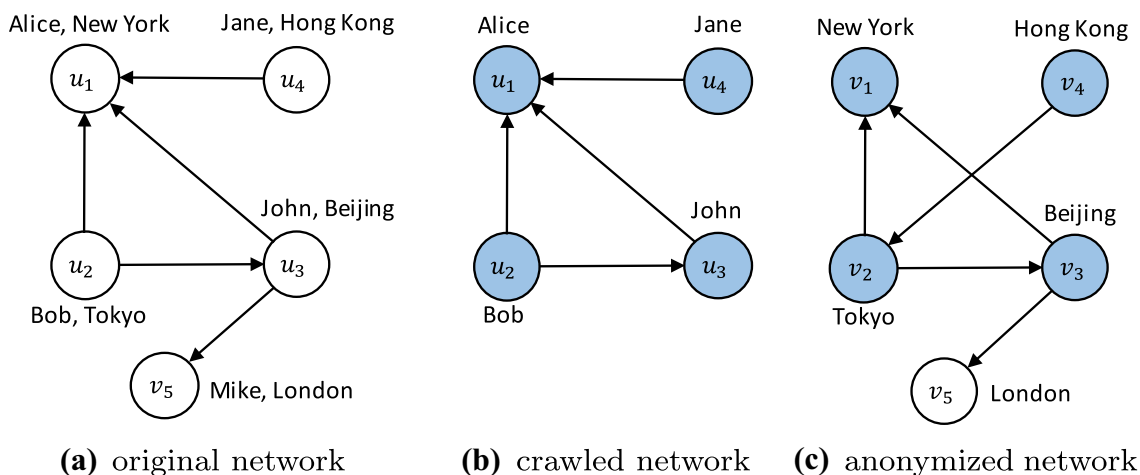 Alice, New York
Jane, Hong Kong
u1
u4
John, Beijing
u2
u3
Bob, Tokyo
v5
Mike, London
(a) original network
Alice
Jane
u1
u4
John
u2
u3
Bob
(b) crawled network
New York
Hong Kong
v1
v4
Beijing
v2
v3
Tokyo
v5
London
(c) anonymized network